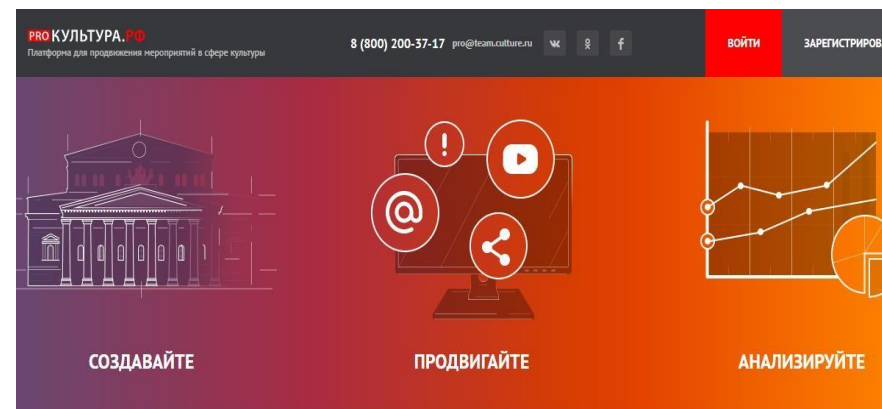 PRO КУЛЬТУРА.РФ
Платформа для продвижения мероприятий в сфере культуры
8 (800) 200-37-17 pro@team.culture.ru
ВОЙТИ
ЗАРЕГИСТРИРОВ
СОЗДАВАЙТЕ
ПРОДВИГАЙТЕ
АНАЛИЗИРУЙТЕ